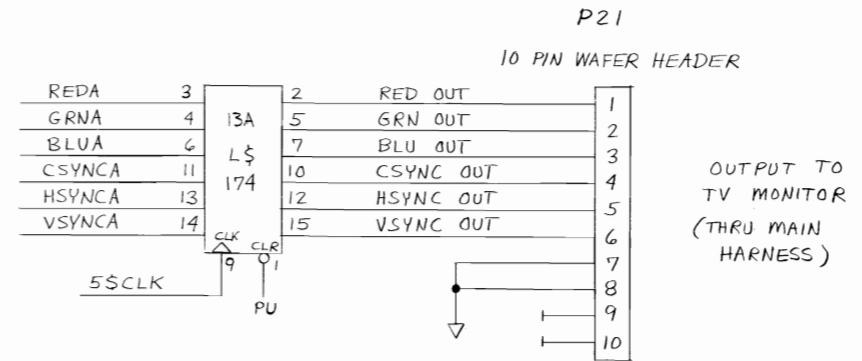 P21
10 PIN WAFER HEADER
REDA 3 2 RED OUT 1
GRNA 4 13A 5 GRN OUT 2
BLUA 6 L$ 7 BLU OUT 3
CSYNCA 11 174 10 CSYNC OUT 4
HSYNCA 13 12 HSYNC OUT 5
VSYNCA 14 15 VSYNC OUT 6
CLK CLR
9 1
7
5$CLK
8
PU
9
10
OUTPUT TO
TV MONITOR
(THRU MAIN
HARNESS)